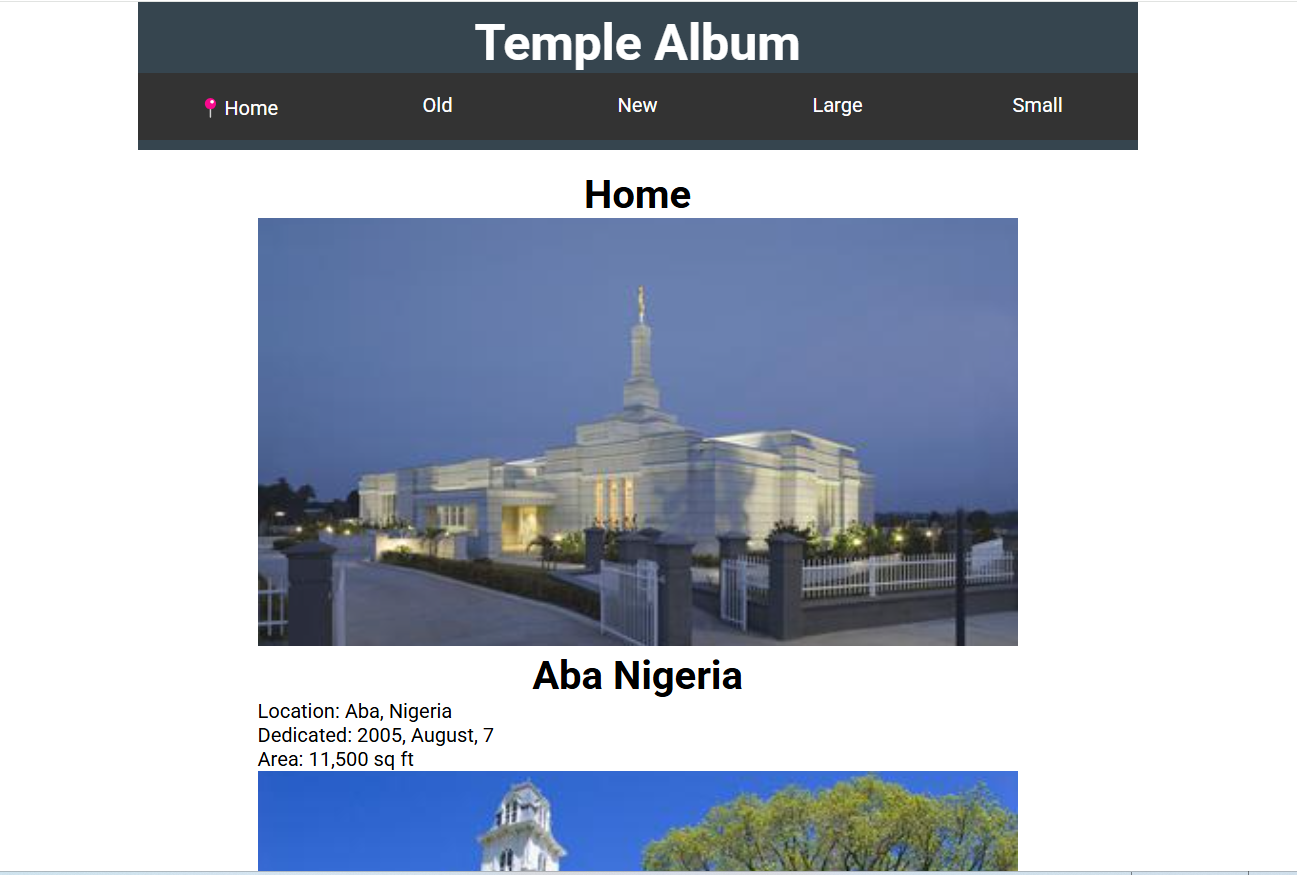 Temple Album
Home Old New Large Small
Home
Aba Nigeria
Location: Aba, Nigeria
Dedicated: 2005, August, 7
Area: 11,500 sq ft